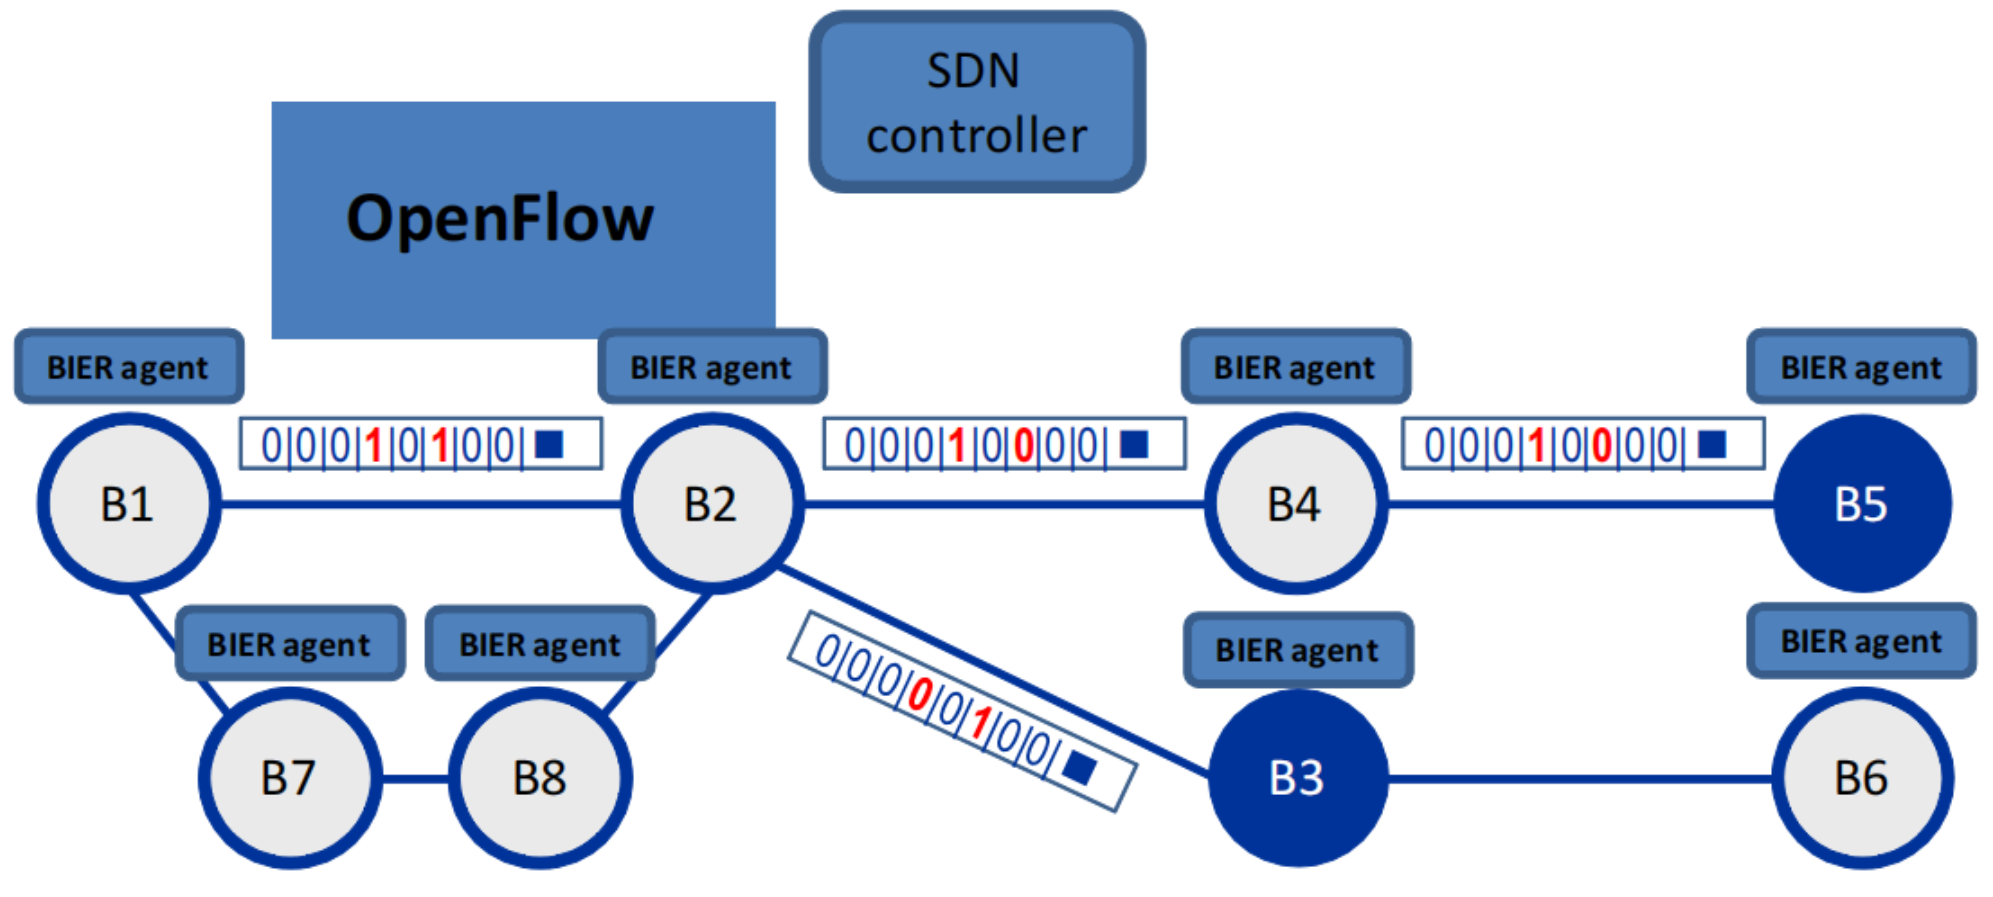 SDN
controller
OpenFlow
BIER agent
BIER agent
BIER agent
BIER agent
0|0|0|1|0|1|0|0|■
0|0|0|1|0|0|0|0|■
0|0|0|1|0|0|0|0|■
B1
B2
B4
B5
BIER agent
BIER agent
BIER agent
BIER agent
0|0|0|0|0|1|0|0|■
B7
B8
B3
B6